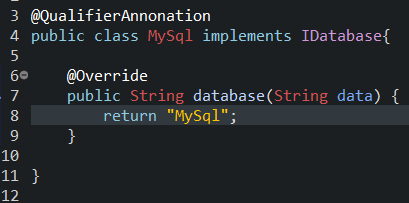 3 @QualifierAnnonation
4 public class MySql implements IDatabase{
5
6 @Override
7 public String database(String data) {
8 return "MySql";
9 }
10
11 }
12